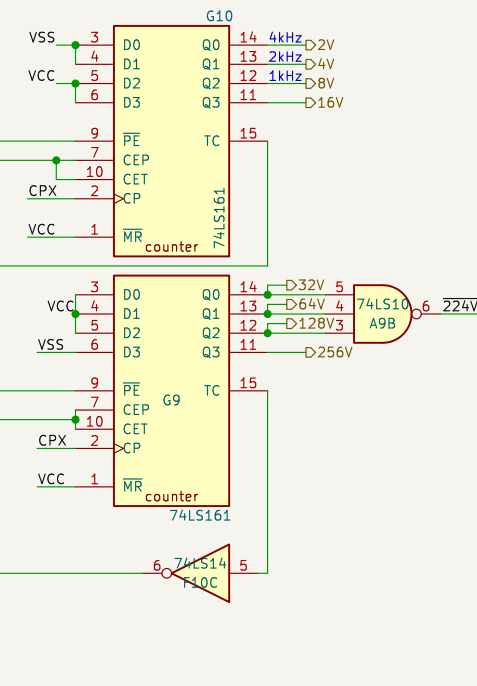 G10
VSS 3 D0 Q0 14 4kHz 2V
4 D1 Q1 13 2kHz 4V
VCC 5 D2 Q2 12 1kHz 8V
6 D3 Q3 11 16V
9 PE TC 15
7 CEP
10 CET
CPX 2 CP
74LS161
VCC 1 MR
counter
3 D0 Q0 14 32V 5
VCC 4 D1 Q1 13 64V 4 74LS10 6 224V
5 D2 Q2 12 128V 3 A9B
VSS 6 D3 Q3 11 256V
9 PE TC 15
G9
7 CEP
10 CET
CPX 2 CP
VCC 1 MR
counter
74LS161
6 74LS14 5
F10C